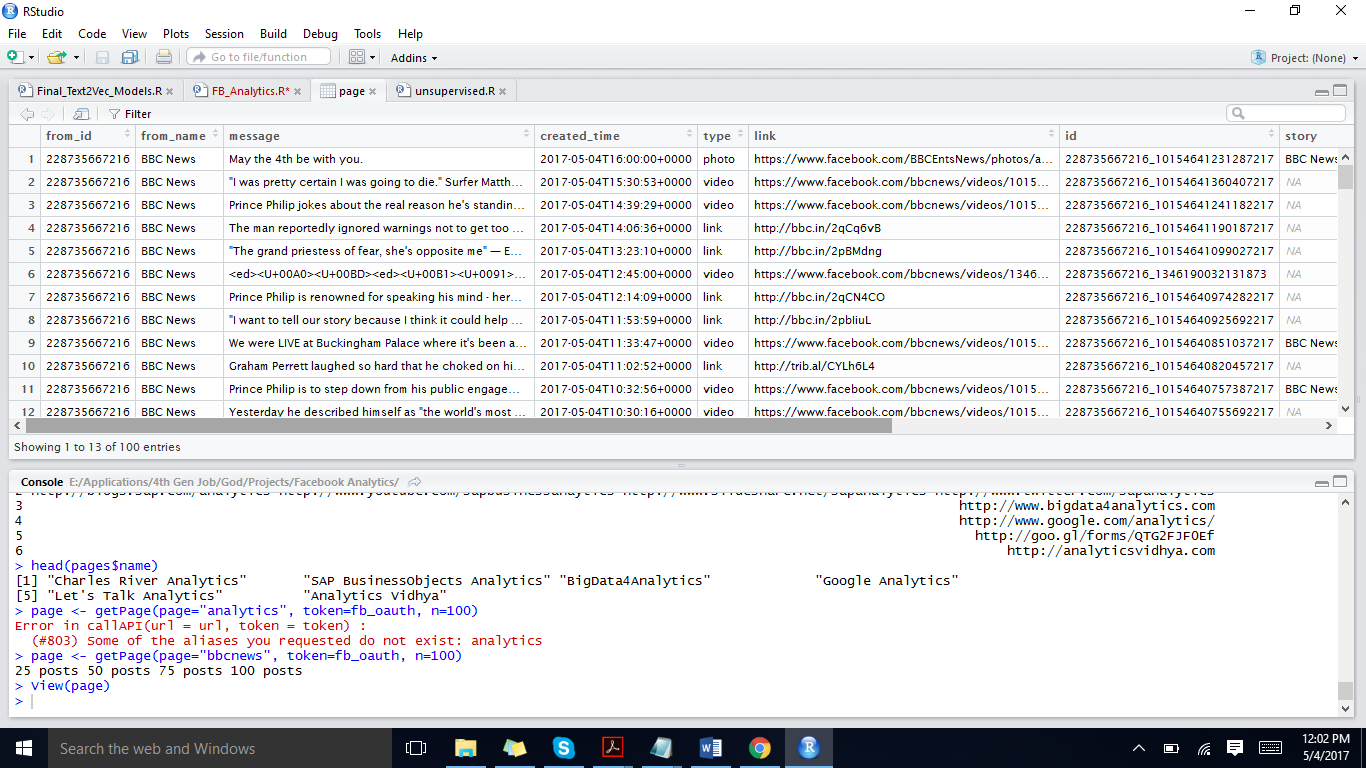 RStudio
File Edit Code View Plots Session Build Debug Tools Help
Go to file/function Addins Project: (None)
Final_Text2Vec_Models.R FB_Analytics.R* page unsupervised.R
Filter
from_id from_name message created_time type link id story
1 228735667216 BBC News May the 4th be with you. 2017-05-04T16:00:00+0000 photo https://www.facebook.com/BBCEntsNews/photos/a... 228735667216_10154641231287217 BBC News
2 228735667216 BBC News "I was pretty certain I was going to die." Surfer Matth... 2017-05-04T15:30:53+0000 video https://www.facebook.com/bbcnews/videos/1015... 228735667216_10154641360407217 NA
3 228735667216 BBC News Prince Philip jokes about the real reason he's standin... 2017-05-04T14:39:29+0000 video https://www.facebook.com/bbcnews/videos/1015... 228735667216_10154641241182217 NA
4 228735667216 BBC News The man reportedly ignored warnings not to get too ... 2017-05-04T14:06:36+0000 link http://bbc.in/2qCq6vB 228735667216_10154641190187217 NA
5 228735667216 BBC News "The grand priestess of fear, she's opposite me" — E... 2017-05-04T13:23:10+0000 link http://bbc.in/2pBMdng 228735667216_10154641099027217 NA
6 228735667216 BBC News <ed><U+00A0><U+00BD><ed><U+00B1><U+0091>... 2017-05-04T12:45:00+0000 video https://www.facebook.com/bbcnews/videos/1346... 228735667216_1346190032131873 NA
7 228735667216 BBC News Prince Philip is renowned for speaking his mind - her... 2017-05-04T12:14:09+0000 link http://bbc.in/2qCN4CO 228735667216_10154640974282217 NA
8 228735667216 BBC News "I want to tell our story because I think it could help ... 2017-05-04T11:53:59+0000 link http://bbc.in/2pbIiuL 228735667216_10154640925692217 NA
9 228735667216 BBC News We were LIVE at Buckingham Palace where it's been a... 2017-05-04T11:33:47+0000 video https://www.facebook.com/bbcnews/videos/1015... 228735667216_10154640851037217 BBC News
10 228735667216 BBC News Graham Perrett laughed so hard that he choked on hi... 2017-05-04T11:02:52+0000 link http://trib.al/CYLh6L4 228735667216_10154640820457217 NA
11 228735667216 BBC News Prince Philip is to step down from his public engagem... 2017-05-04T10:32:56+0000 video https://www.facebook.com/bbcnews/videos/1015... 228735667216_10154640757387217 BBC News
12 228735667216 BBC News Yesterday he described himself as "the world's most ... 2017-05-04T10:30:16+0000 video https://www.facebook.com/bbcnews/videos/1015... 228735667216_10154640755692217 NA
Showing 1 to 13 of 100 entries
Console E:/Applications/4th Gen Job/God/Projects/Facebook Analytics/
2 http://blogs.sap.com/analytics http://www.youtube.com/sapbusinessanalytics http://www.slideshare.net/sapanalytics http://www.twitter.com/sapanalytics
3 http://www.bigdata4analytics.com
4 http://www.google.com/analytics/
5 http://goo.gl/forms/QTG2FJFOEf
6 http://analyticsvidhya.com
> head(pages$name)
[1] "Charles River Analytics" "SAP BusinessObjects Analytics" "BigData4Analytics" "Google Analytics"
[5] "Let's Talk Analytics" "Analytics Vidhya"
> page <- getPage(page="analytics", token=fb_oauth, n=100)
Error in callAPI(url = url, token = token) :
(#803) Some of the aliases you requested do not exist: analytics
> page <- getPage(page="bbcnews", token=fb_oauth, n=100)
25 posts 50 posts 75 posts 100 posts
> View(page)
>
Search the web and Windows
12:02 PM
5/4/2017